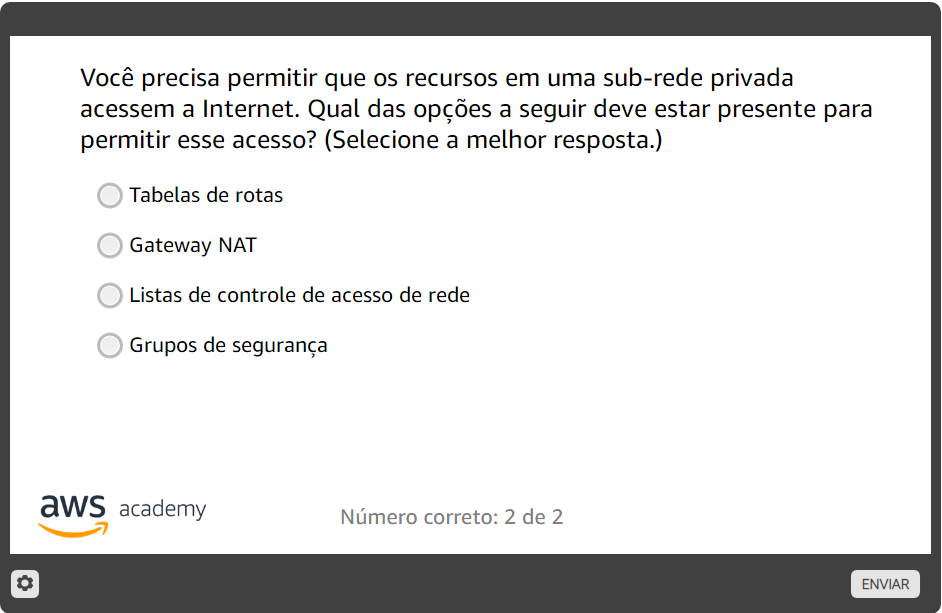 Você precisa permitir que os recursos em uma sub-rede privada
acessem a Internet. Qual das opções a seguir deve estar presente para
permitir esse acesso? (Selecione a melhor resposta.)
Tabelas de rotas
Gateway NAT
Listas de controle de acesso de rede
Grupos de segurança
aws academy
Número correto: 2 de 2
ENVIAR